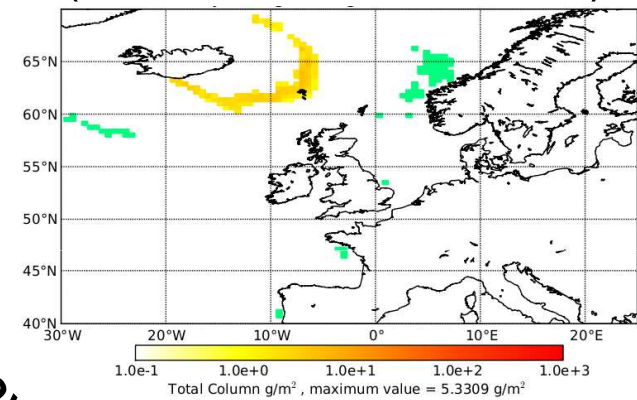 65°N
60°N
55°N
50°N
45°N
40°N
30°W 20°W 10°W 0° 10°E 20°E
1.0e-1 1.0e+0 1.0e+1 1.0e+2 1.0e+3
Total Column g/m² , maximum value = 5.3309 g/m²